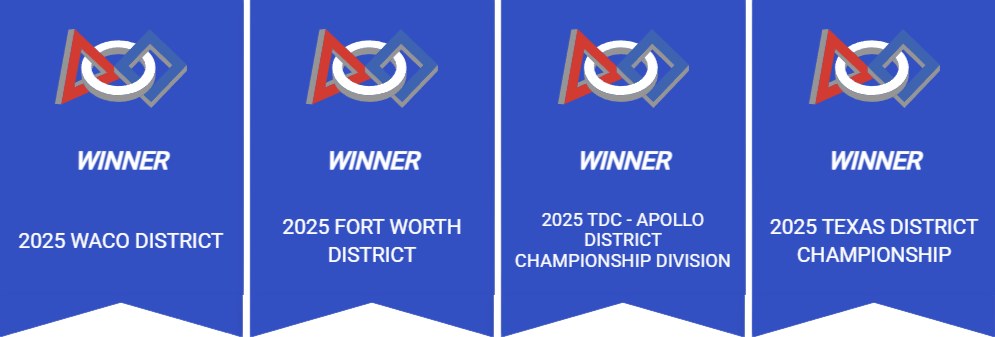 WINNER
2025 WACO DISTRICT
WINNER
2025 FORT WORTH
DISTRICT
WINNER
2025 TDC - APOLLO
DISTRICT
CHAMPIONSHIP DIVISION
WINNER
2025 TEXAS DISTRICT
CHAMPIONSHIP